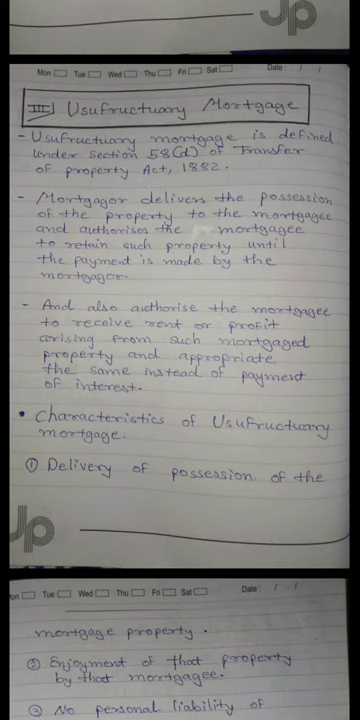 Jp
Mon Tue Wed Thu Fri Sat Date : / /
III] Usufructuary Mortgage
- Usufructuary mortgage is defined
under section 58(d) of Transfer
of property Act, 1882.
- Mortgagor delivers the possession
of the property to the mortgagee
and authorises the mortgagee
to retain such property until
the payment is made by the
mortgagor.
- And also authorise the mortgagee
to receive rent or profit
arising from such mortgaged
property and appropriate
the same instead of payment
of interest.
• Characteristics of Usufructuary
mortgage.
① Delivery of possession of the
Jp
Mon Tue Wed Thu Fri Sat Date : / /
mortgage property.
② Enjoyment of that property
by that mortgagee.
③ No personal liability of